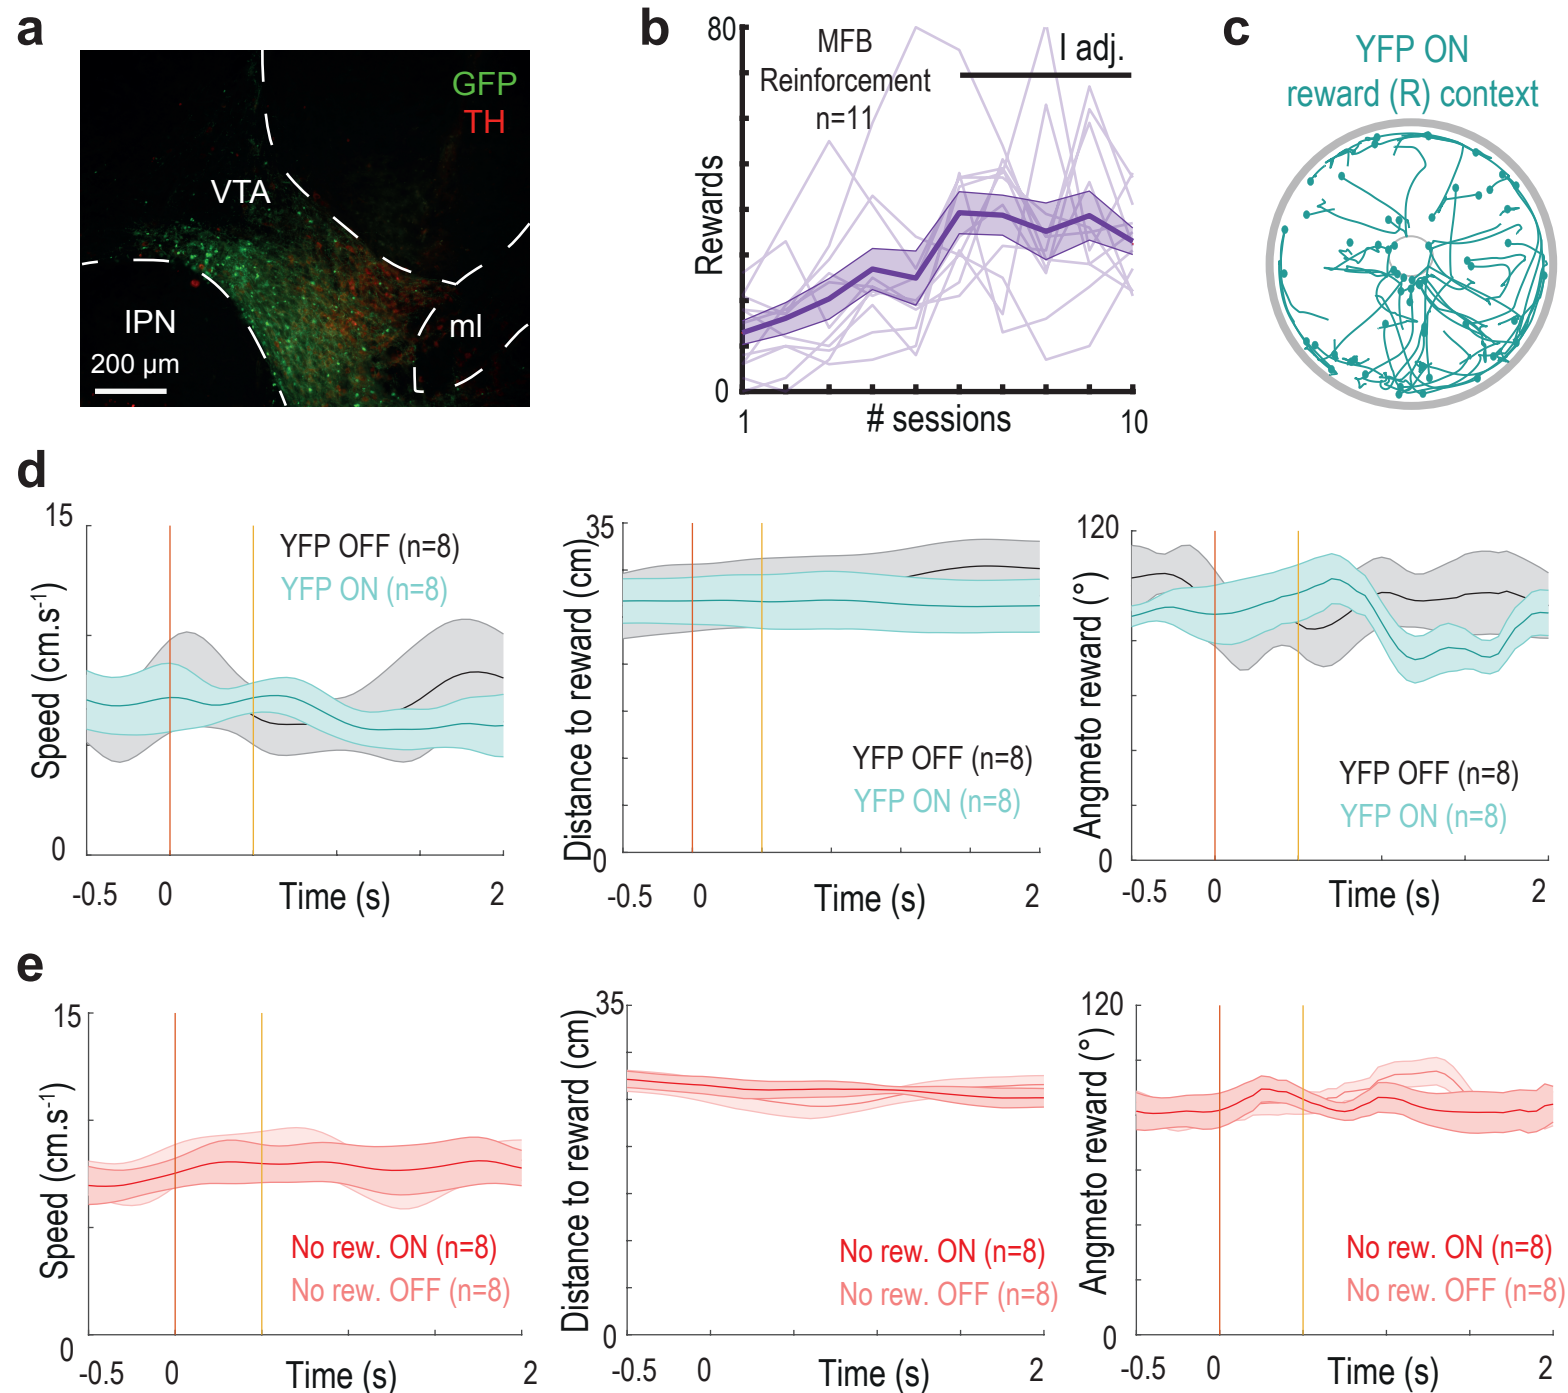 a
GFP
TH
VTA
IPN
ml
200 µm
b
80
MFB
Reinforcement
n=11
I adj.
Rewards
0
1
# sessions
10
c
YFP ON
reward (R) context
d
15
YFP OFF (n=8)
YFP ON (n=8)
Speed (cm.s-1)
0
-0.5
0
Time (s)
2
35
Distance to reward (cm)
YFP OFF (n=8)
YFP ON (n=8)
0
-0.5
0
Time (s)
2
120
Angmeto reward (°)
YFP OFF (n=8)
YFP ON (n=8)
0
-0.5
0
Time (s)
2
e
15
Speed (cm.s-1)
No rew. ON (n=8)
No rew. OFF (n=8)
0
-0.5
0
Time (s)
2
35
Distance to reward (cm)
No rew. ON (n=8)
No rew. OFF (n=8)
0
-0.5
0
Time (s)
2
120
Angmeto reward (°)
No rew. ON (n=8)
No rew. OFF (n=8)
0
-0.5
0
Time (s)
2